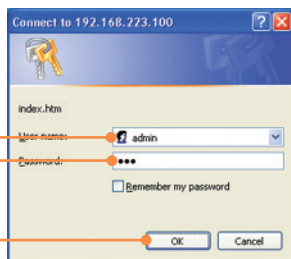 Connect to 192.168.223.100
index.htm
User name:
admin
Password:
•••
Remember my password
OK
Cancel